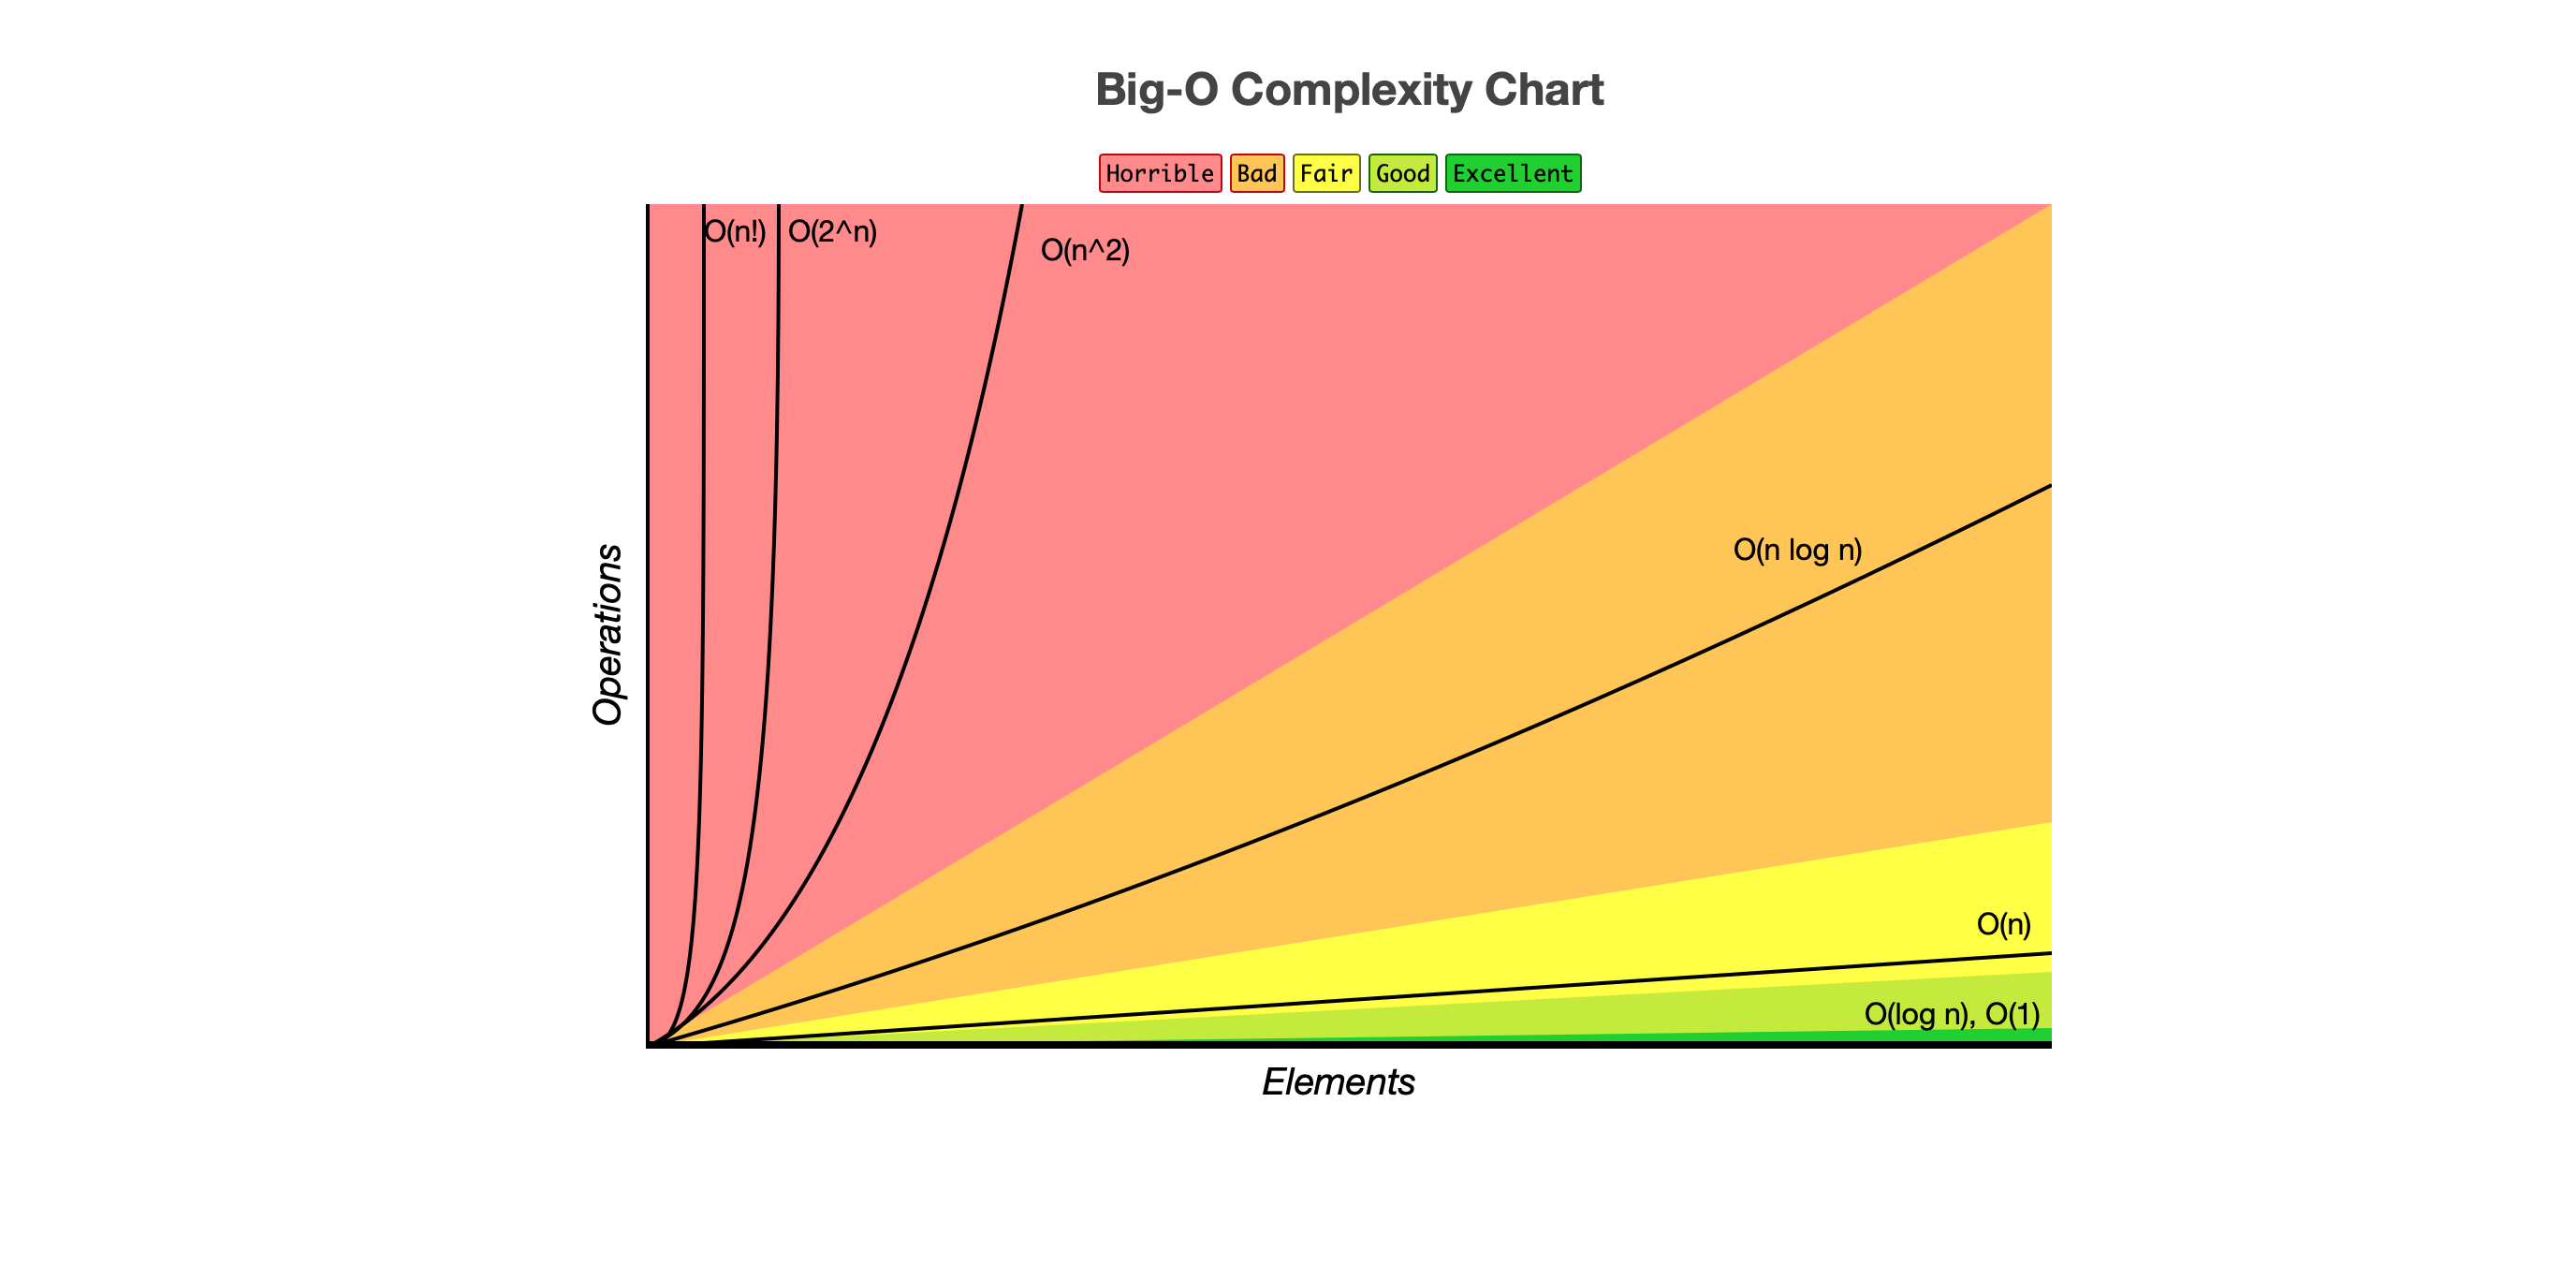 Big-O Complexity Chart
Horrible Bad Fair Good Excellent
O(n!) O(2^n)
O(n^2)
O(n log n)
Operations
O(n)
O(log n), O(1)
Elements